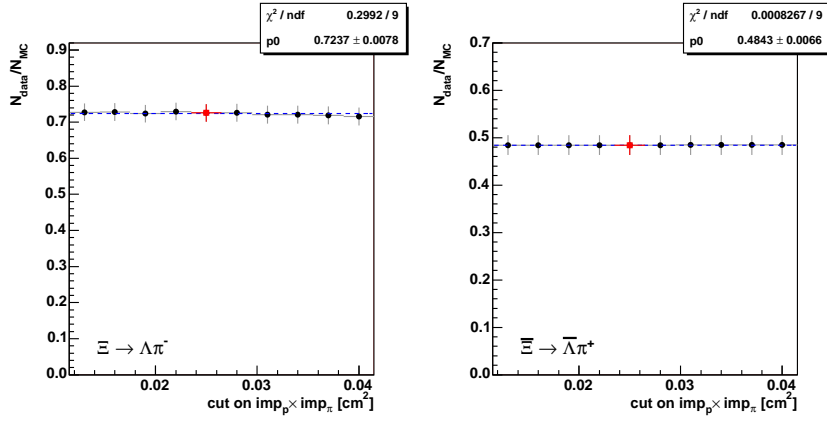 χ² / ndf 0.2992 / 9
p0 0.7237 ± 0.0078
N_data/N_MC
0.9
0.8
0.7
0.6
0.5
0.4
0.3
0.2
0.1
0.0
Ξ → Λπ⁻
0.02 0.03 0.04
cut on imp_p × imp_π [cm²]
χ² / ndf 0.0008267 / 9
p0 0.4843 ± 0.0066
N_data/N_MC
0.7
0.6
0.5
0.4
0.3
0.2
0.1
0.0
Ξ̅ → Λ̅π⁺
0.02 0.03 0.04
cut on imp_p × imp_π [cm²]